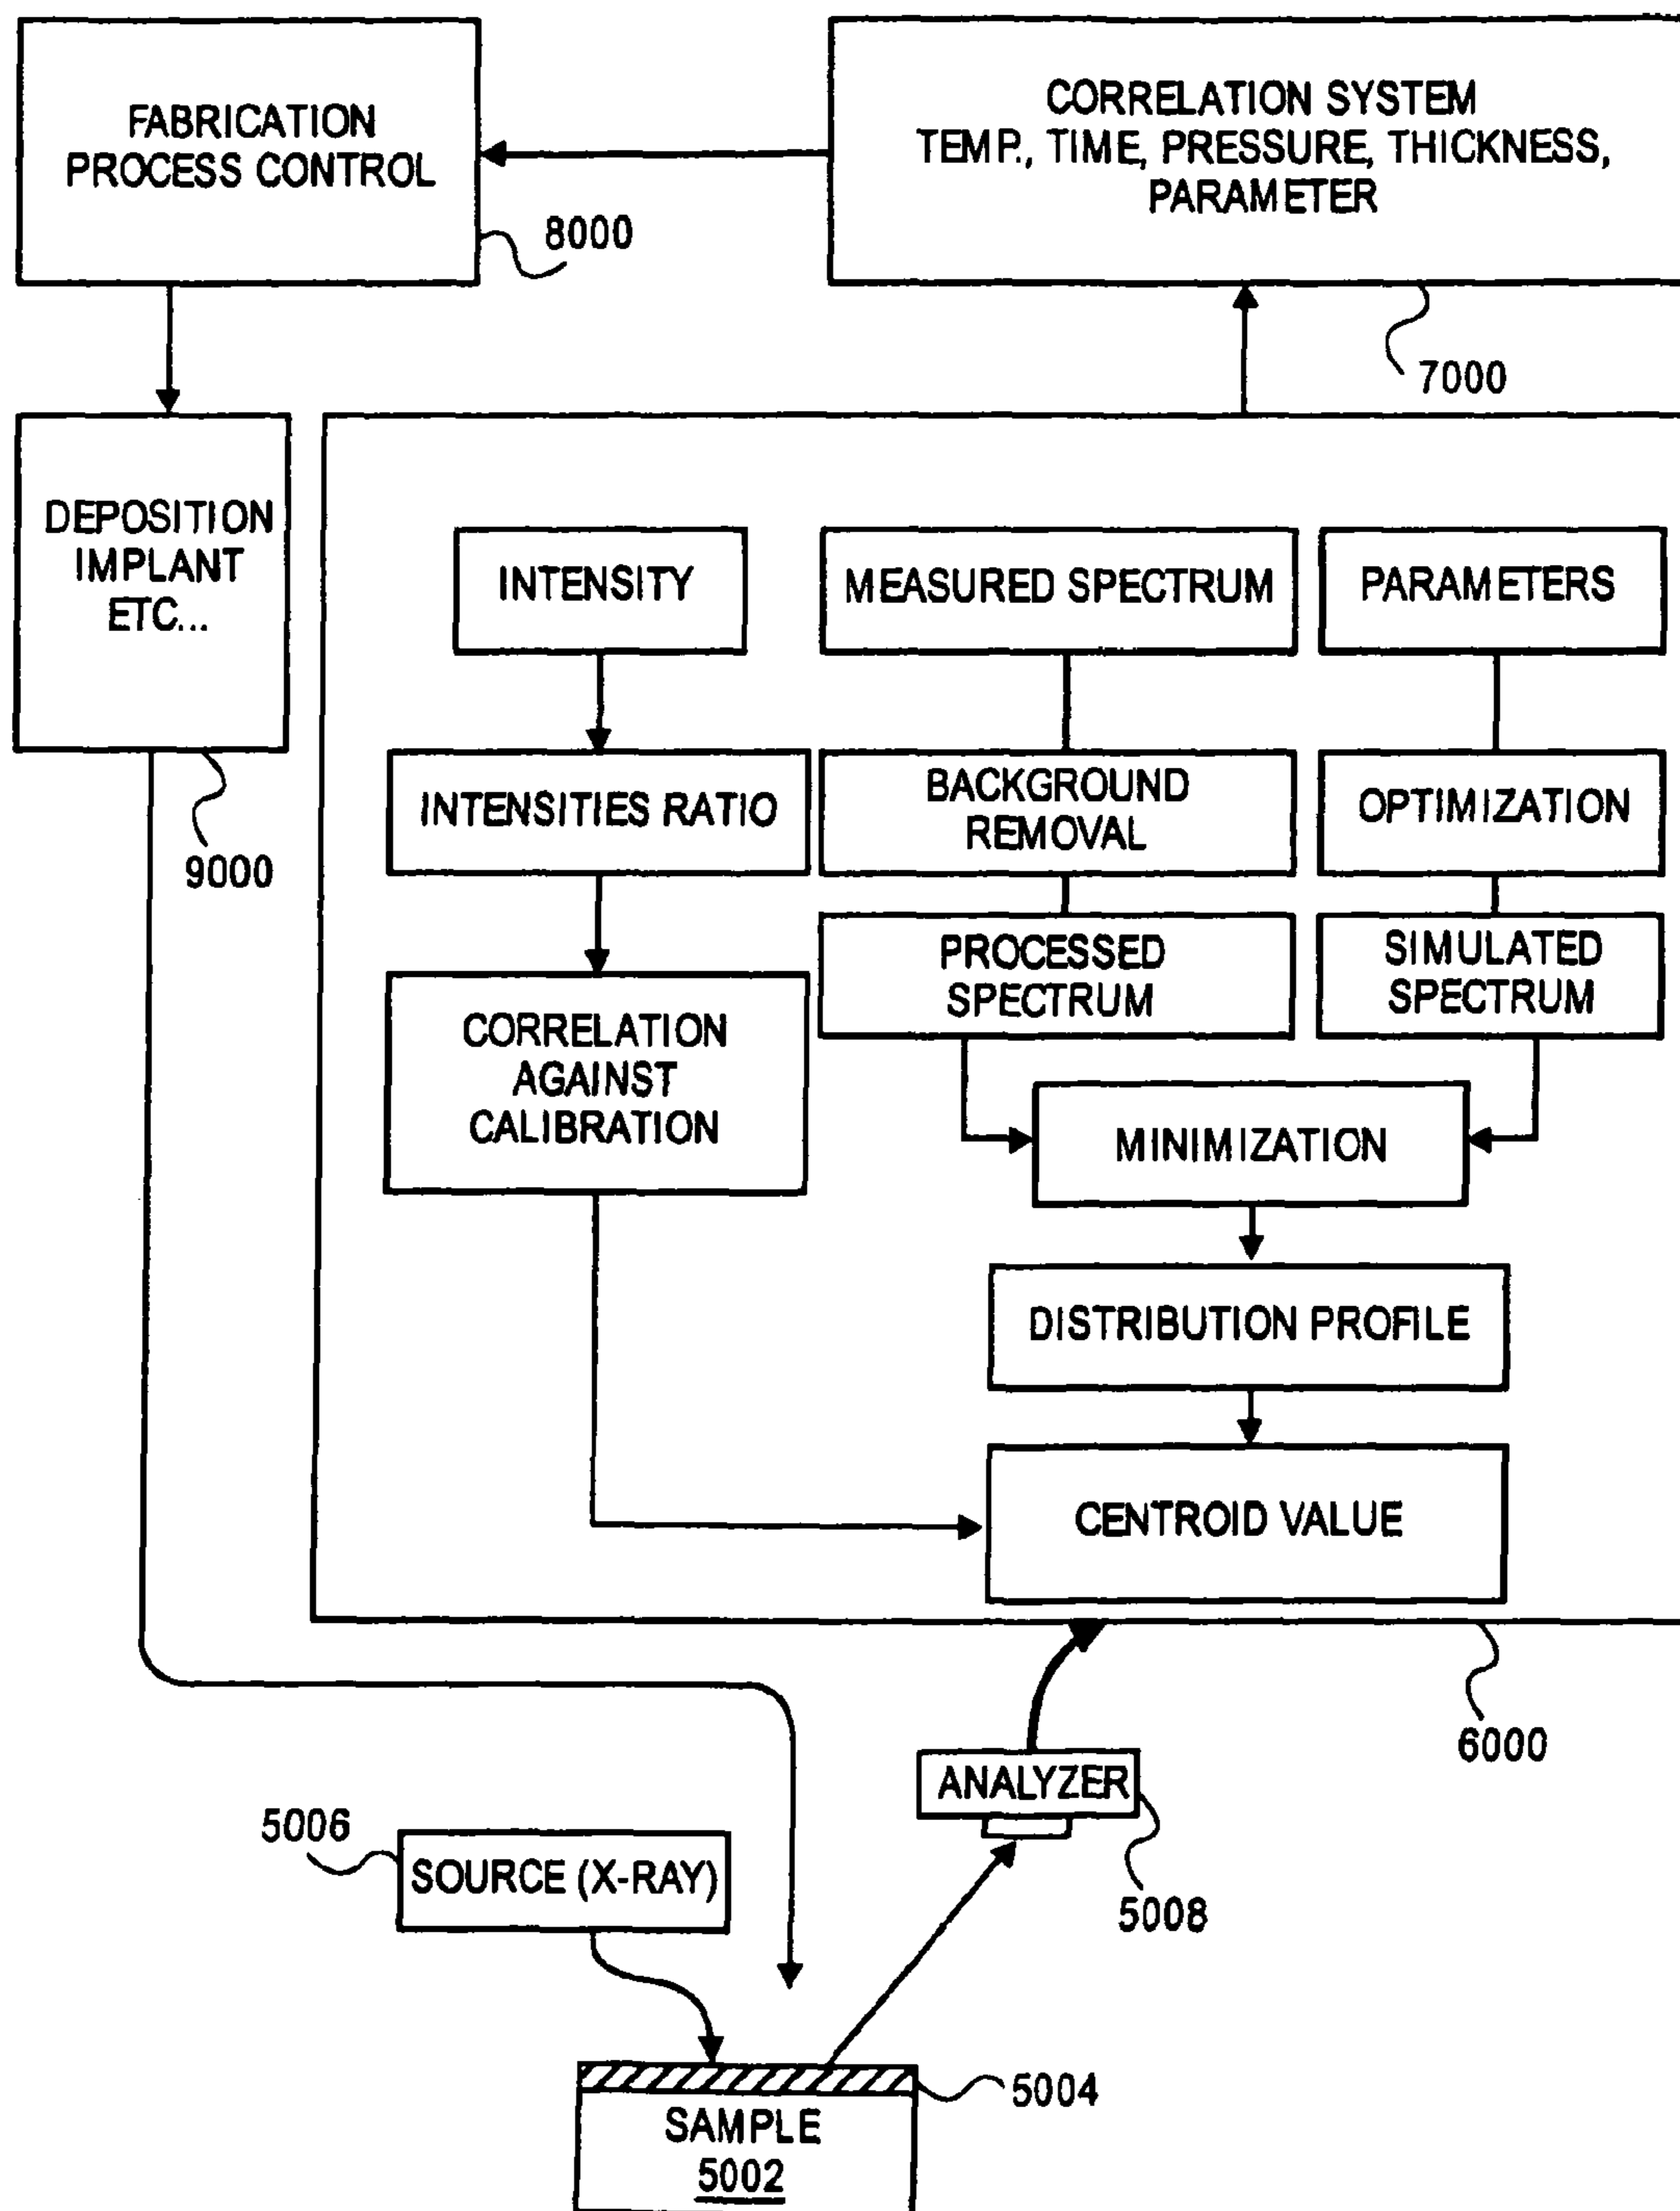 FABRICATION
PROCESS CONTROL
8000
CORRELATION SYSTEM
TEMP., TIME, PRESSURE, THICKNESS,
PARAMETER
7000
DEPOSITION
IMPLANT
ETC...
9000
INTENSITY
MEASURED SPECTRUM
PARAMETERS
INTENSITIES RATIO
BACKGROUND
REMOVAL
OPTIMIZATION
CORRELATION
AGAINST
CALIBRATION
PROCESSED
SPECTRUM
SIMULATED
SPECTRUM
MINIMIZATION
DISTRIBUTION PROFILE
CENTROID VALUE
6000
ANALYZER
5008
5006
SOURCE (X-RAY)
5004
SAMPLE
5002